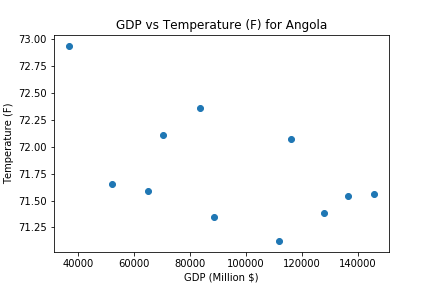 GDP vs Temperature (F) for Angola
73.00
72.75
72.50
72.25
72.00
71.75
71.50
71.25
Temperature (F)
40000 60000 80000 100000 120000 140000
GDP (Million $)